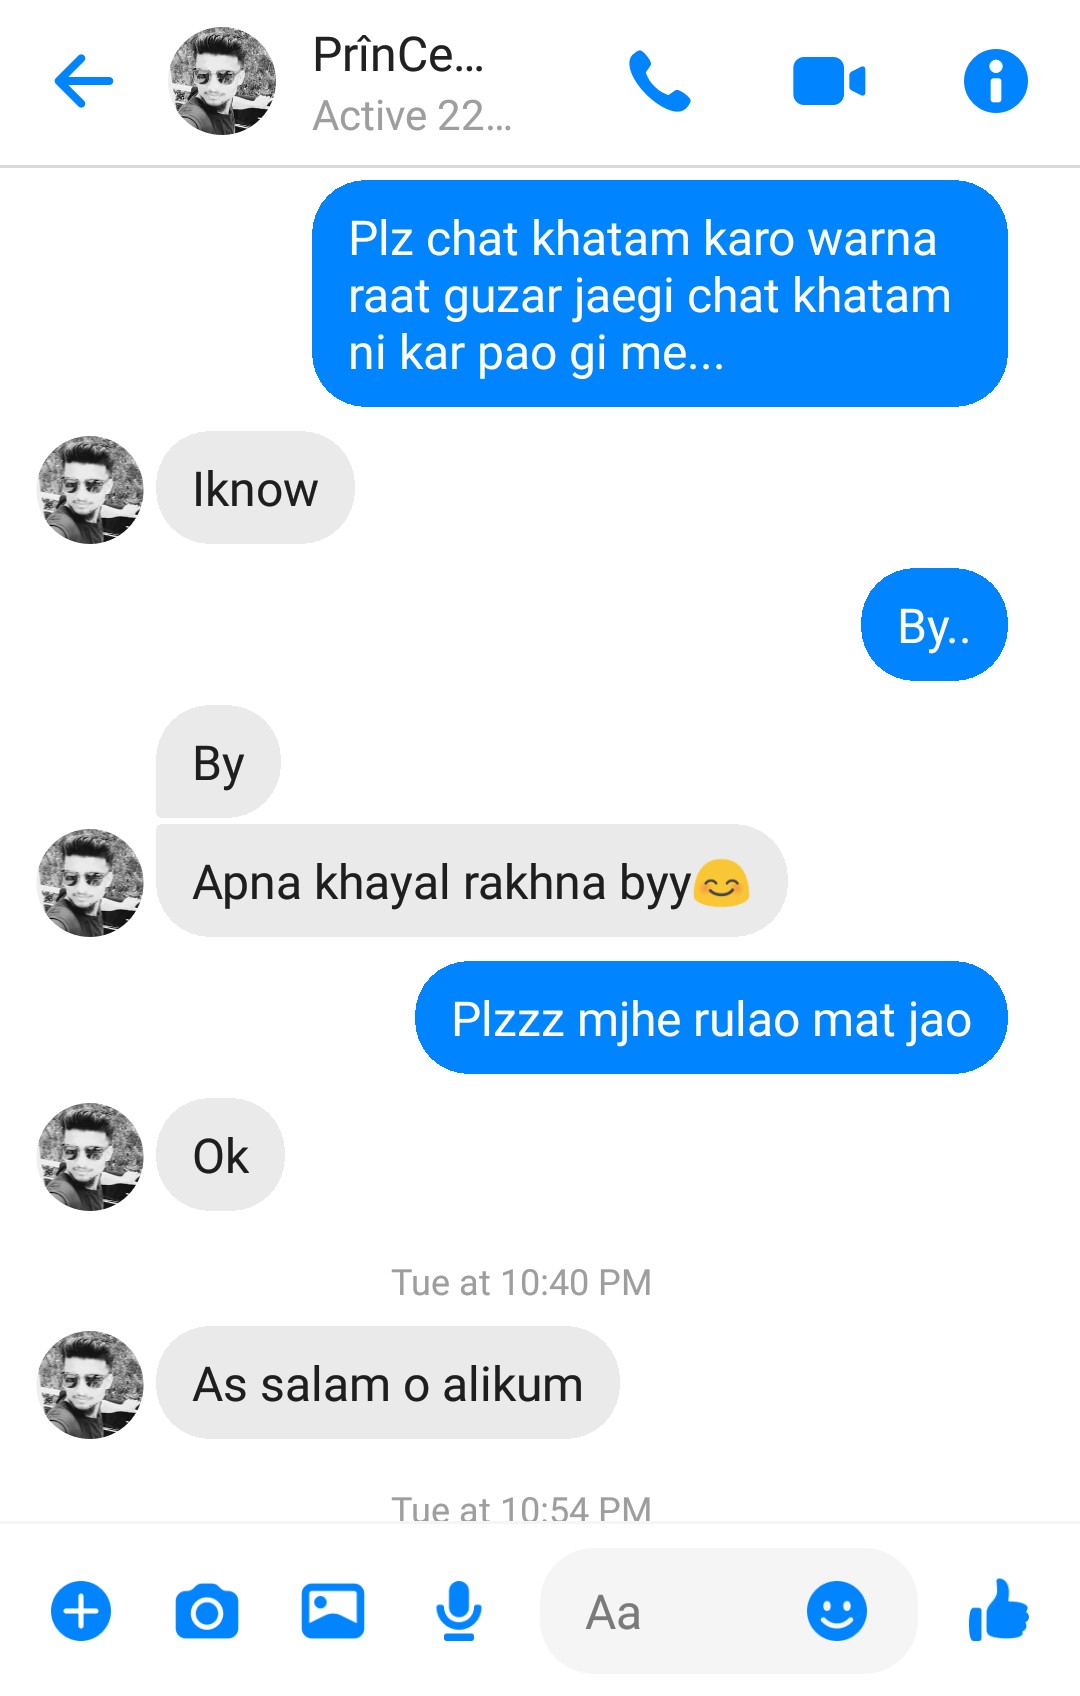 PrînCe...
Active 22...
Plz chat khatam karo warna
raat guzar jaegi chat khatam
ni kar pao gi me...
Iknow
By..
By
Apna khayal rakhna byy😊
Plzzz mjhe rulao mat jao
Ok
Tue at 10:40 PM
As salam o alikum
Tue at 10:54 PM
Aa